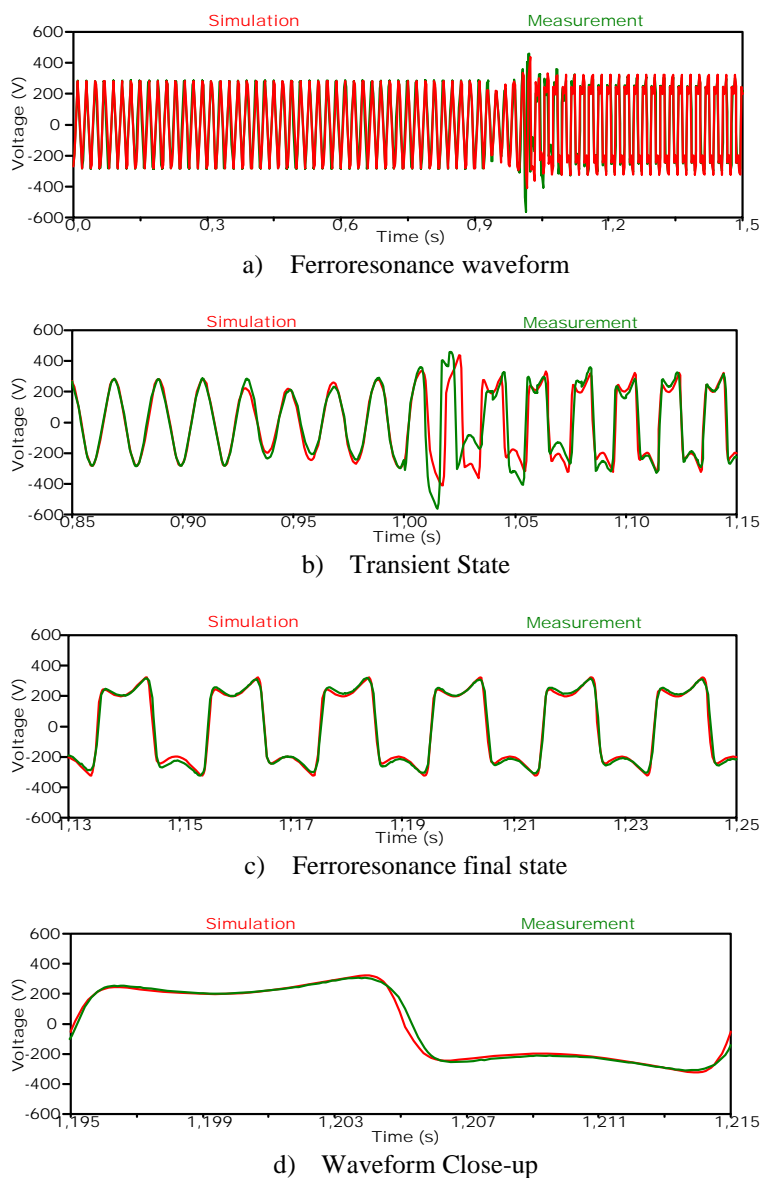 Simulation Measurement
600
400
200
0
-200
-400
-600
Voltage (V)
0,0 0,3 0,6 0,9 1,2 1,5
Time (s)
a) Ferroresonance waveform
Simulation Measurement
600
400
200
0
-200
-400
-600
Voltage (V)
0,85 0,90 0,95 1,00 1,05 1,10 1,15
Time (s)
b) Transient State
Simulation Measurement
600
400
200
0
-200
-400
-600
Voltage (V)
1,13 1,15 1,17 1,19 1,21 1,23 1,25
Time (s)
c) Ferroresonance final state
Simulation Measurement
600
400
200
0
-200
-400
-600
Voltage (V)
1,195 1,199 1,203 1,207 1,211 1,215
Time (s)
d) Waveform Close-up